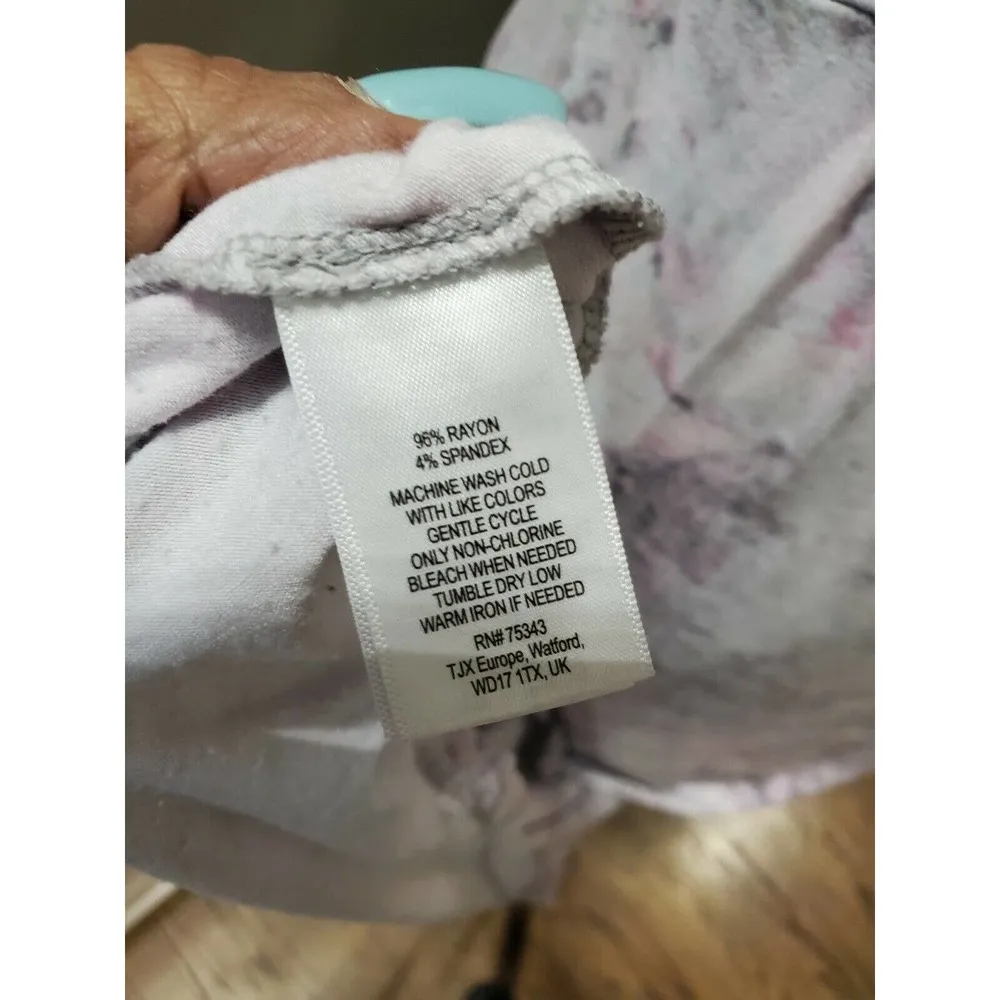 96% RAYON
4% SPANDEX
MACHINE WASH COLD
WITH LIKE COLORS
GENTLE CYCLE
ONLY NON-CHLORINE
BLEACH WHEN NEEDED
TUMBLE DRY LOW
WARM IRON IF NEEDED
RN# 75343
TJX Europe, Watford,
WD17 1TX, UK